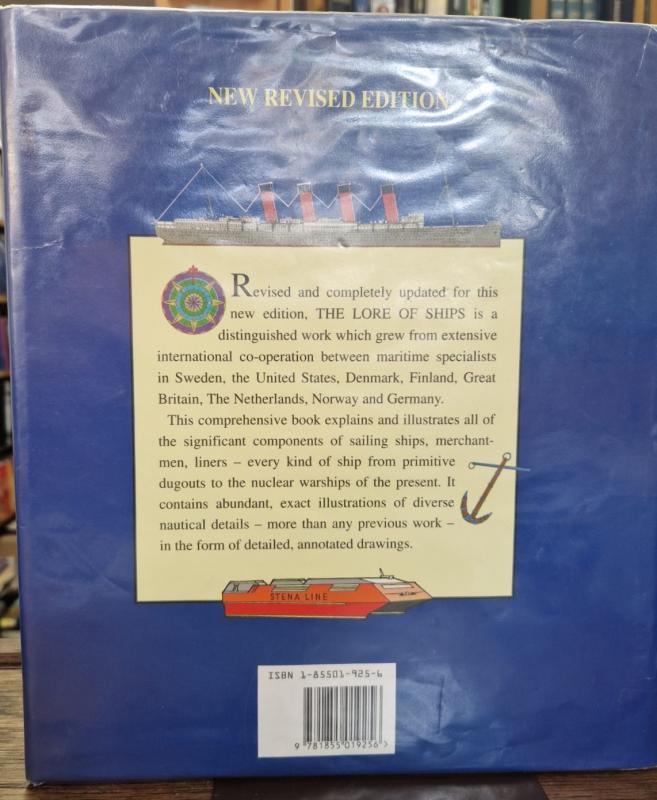 NEW REVISED EDITION
Revised and completely updated for this
new edition, THE LORE OF SHIPS is a
distinguished work which grew from extensive
international co-operation between maritime specialists
in Sweden, the United States, Denmark, Finland, Great
Britain, The Netherlands, Norway and Germany.
This comprehensive book explains and illustrates all of
the significant components of sailing ships, merchant-
men, liners – every kind of ship from primitive
dugouts to the nuclear warships of the present. It
contains abundant, exact illustrations of diverse
nautical details – more than any previous work –
in the form of detailed, annotated drawings.
STENA LINE
ISBN 1-85501-925-6
9 781855 019256 >